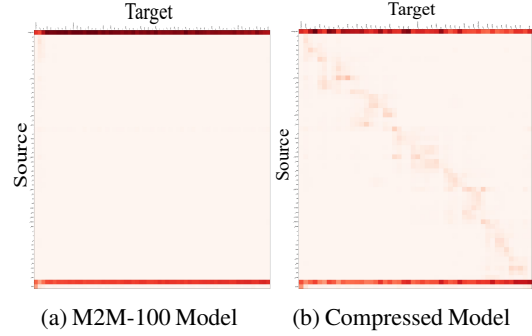 Target
Target
Source
Source
(a) M2M-100 Model
(b) Compressed Model